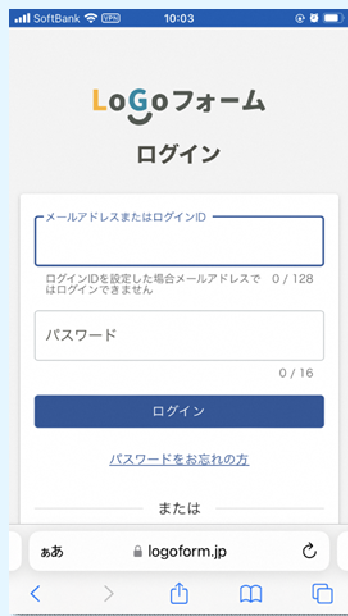 SoftBank VPN 10:03
LoGoフォーム
ログイン
メールアドレスまたはログインID
ログインIDを設定した場合メールアドレスで 0 / 128
はログインできません
パスワード
0 / 16
ログイン
パスワードをお忘れの方
または
ぁあ logoform.jp